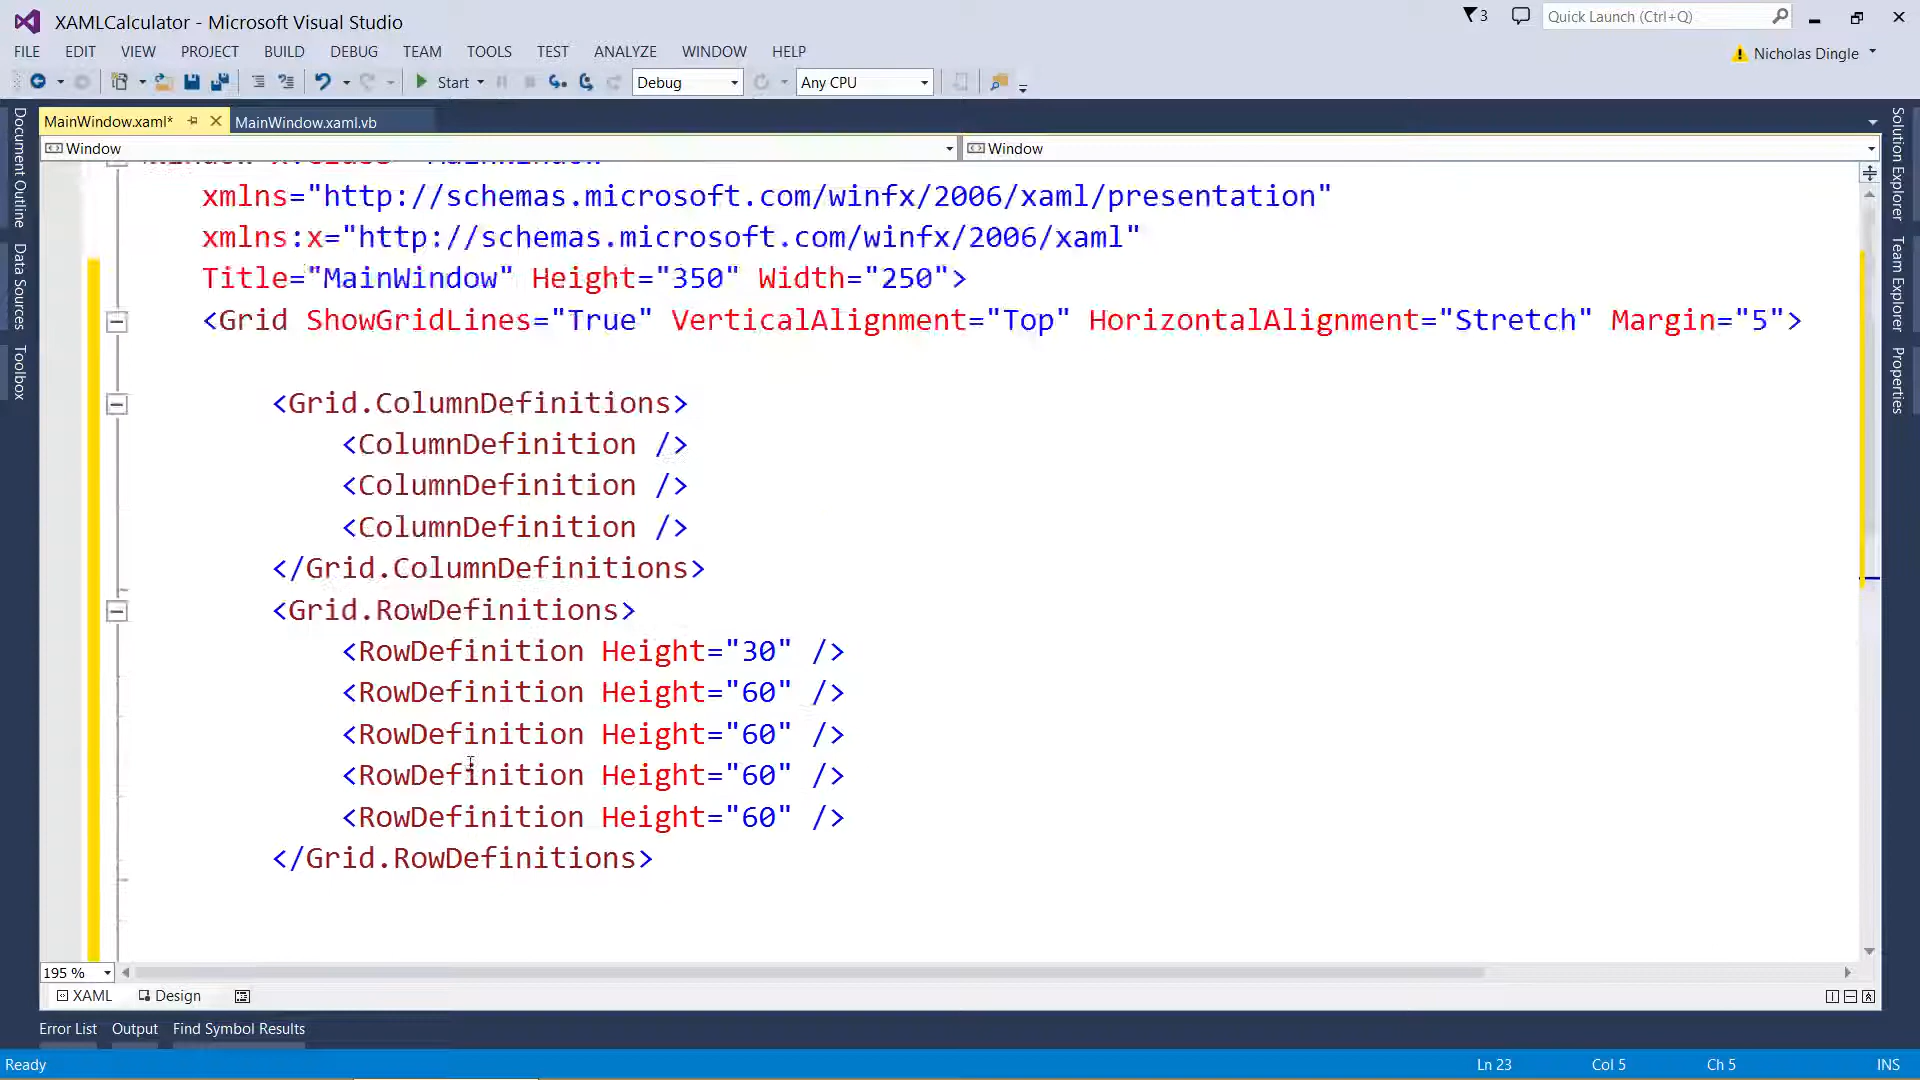 XAMLCalculator - Microsoft Visual Studio
3
Quick Launch (Ctrl+Q)
FILE EDIT VIEW PROJECT BUILD DEBUG TEAM TOOLS TEST ANALYZE WINDOW HELP
Nicholas Dingle
Start Debug Any CPU
MainWindow.xaml* MainWindow.xaml.vb
Window Window
Document Outline
Data Sources
Toolbox
xmlns="http://schemas.microsoft.com/winfx/2006/xaml/presentation"
xmlns:x="http://schemas.microsoft.com/winfx/2006/xaml"
Title="MainWindow" Height="350" Width="250">
<Grid ShowGridLines="True" VerticalAlignment="Top" HorizontalAlignment="Stretch" Margin="5">
<Grid.ColumnDefinitions>
<ColumnDefinition />
<ColumnDefinition />
<ColumnDefinition />
</Grid.ColumnDefinitions>
<Grid.RowDefinitions>
<RowDefinition Height="30" />
<RowDefinition Height="60" />
<RowDefinition Height="60" />
<RowDefinition Height="60" />
<RowDefinition Height="60" />
</Grid.RowDefinitions>
Solution Explorer
Team Explorer
Properties
195 %
XAML Design
Error List Output Find Symbol Results
Ready Ln 23 Col 5 Ch 5 INS